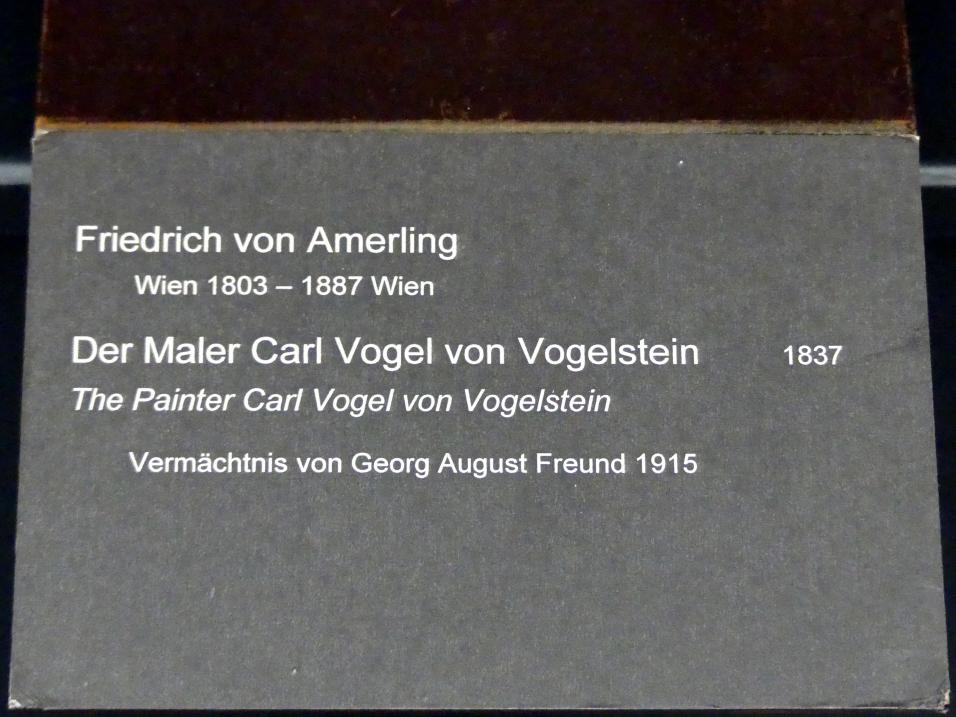 Friedrich von Amerling
Wien 1803 – 1887 Wien
Der Maler Carl Vogel von Vogelstein 1837
The Painter Carl Vogel von Vogelstein
Vermächtnis von Georg August Freund 1915